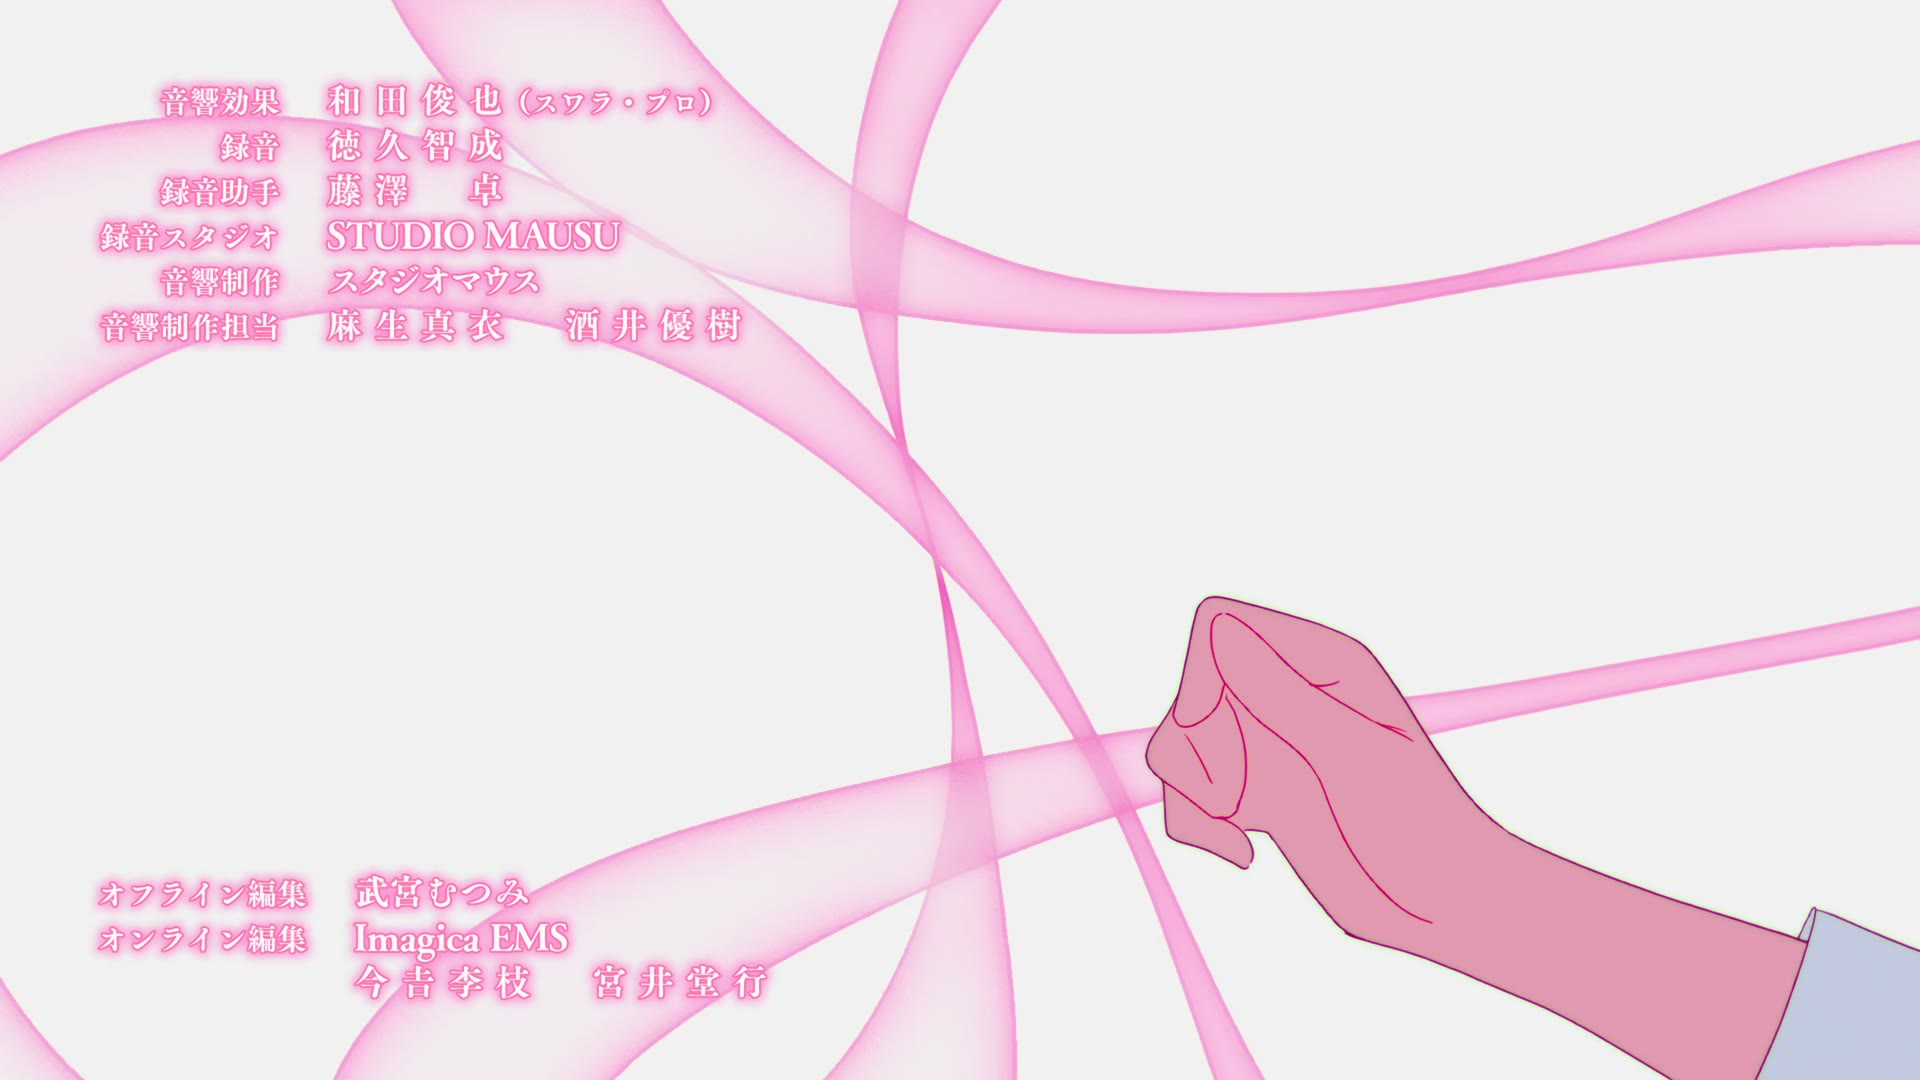 音響効果 和田俊也（スワラ・プロ）
録音 徳久智成
録音助手 藤澤 卓
録音スタジオ STUDIO MAUSU
音響制作 スタジオマウス
音響制作担当 麻生真衣 酒井優樹
オフライン編集 武宮むつみ
オンライン編集 Imagica EMS
今𠮷李枝 宮井堂行